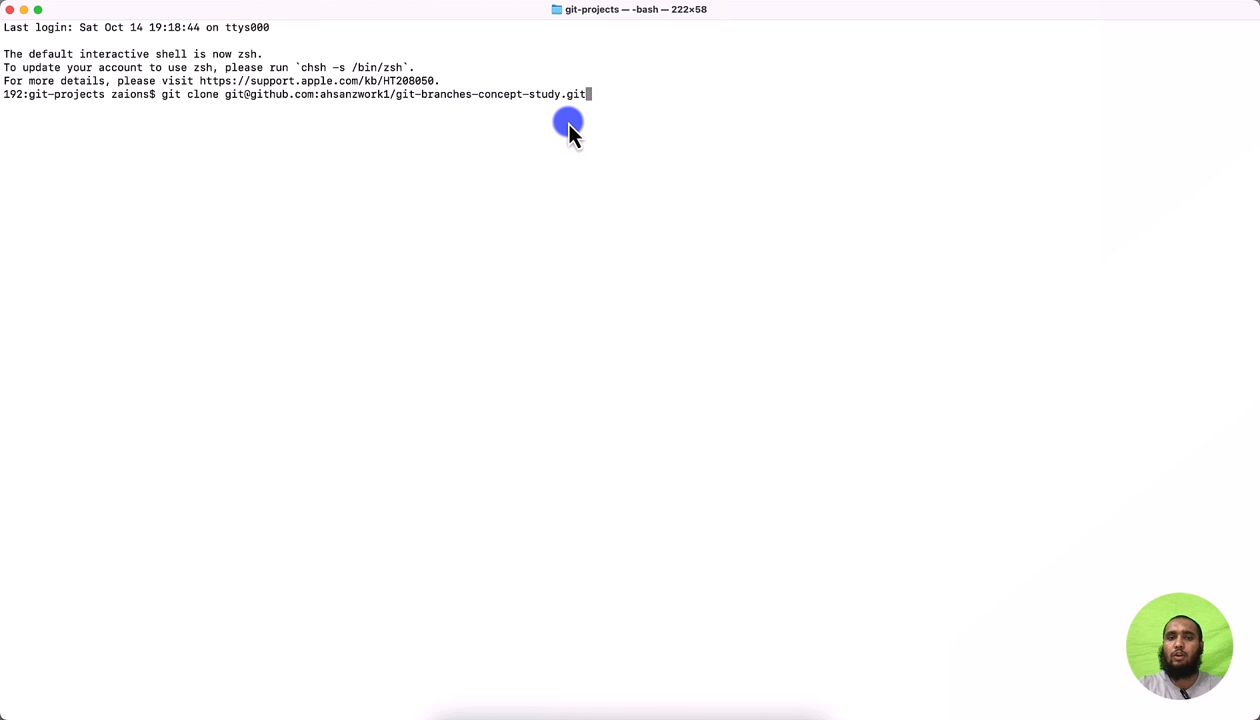 git-projects — -bash — 222×58
Last login: Sat Oct 14 19:18:44 on ttys000
The default interactive shell is now zsh.
To update your account to use zsh, please run `chsh -s /bin/zsh`.
For more details, please visit https://support.apple.com/kb/HT208050.
192:git-projects zaions$ git clone git@github.com:ahsanzwork1/git-branches-concept-study.git